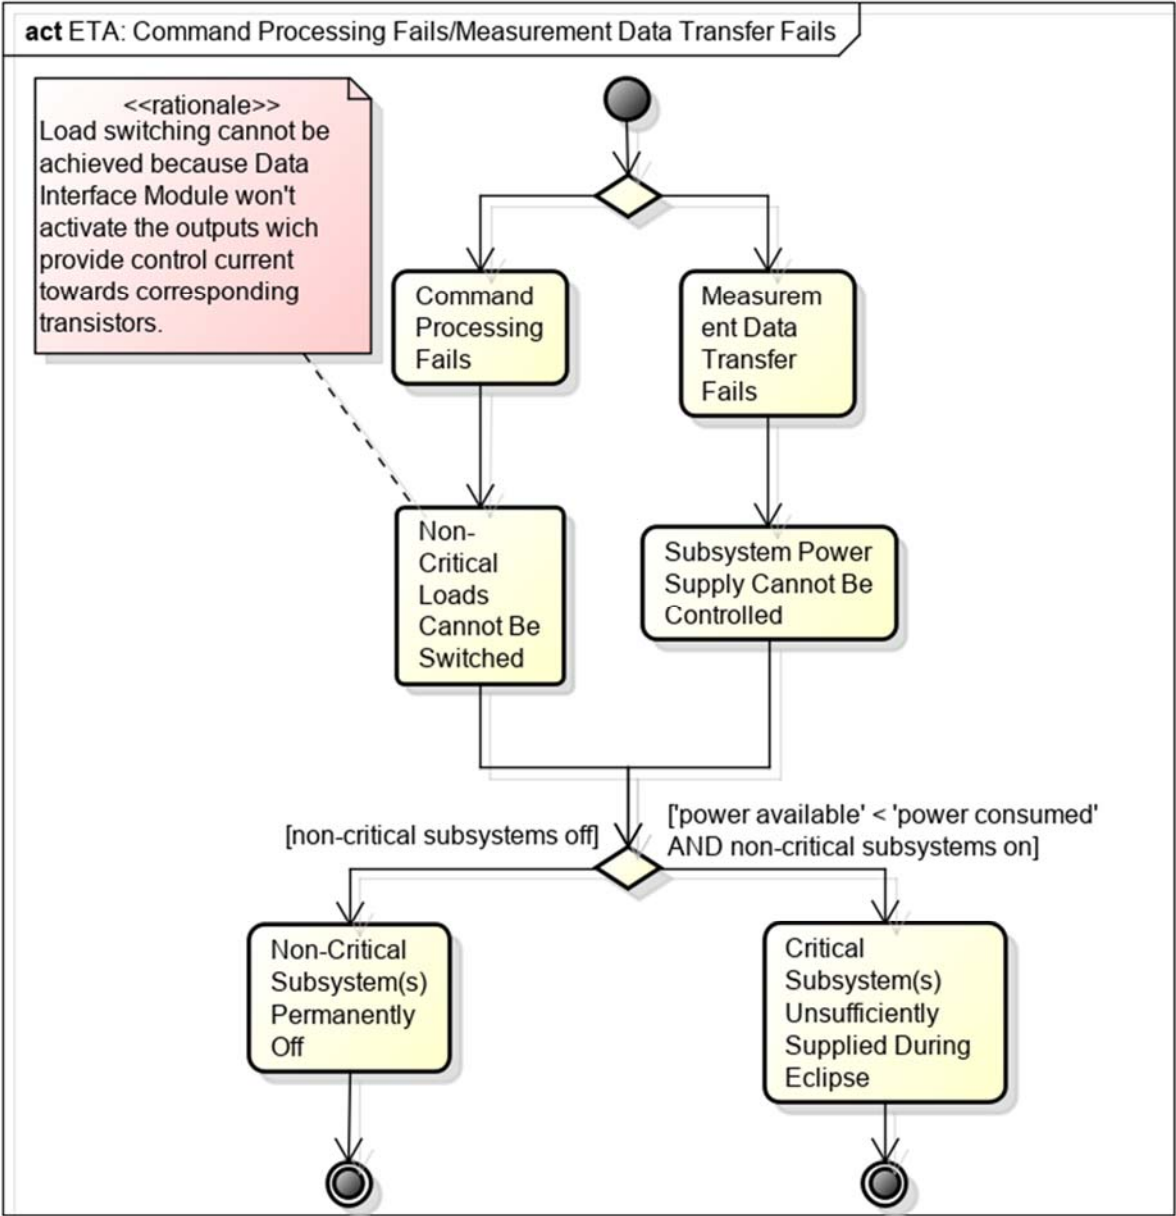 act ETA: Command Processing Fails/Measurement Data Transfer Fails
<<rationale>>
Load switching cannot be
achieved because Data
Interface Module won't
activate the outputs wich
provide control current
towards corresponding
transistors.
Command
Processing
Fails
Measurem
ent Data
Transfer
Fails
Non-
Critical
Loads
Cannot Be
Switched
Subsystem Power
Supply Cannot Be
Controlled
[non-critical subsystems off]
['power available' < 'power consumed'
AND non-critical subsystems on]
Non-Critical
Subsystem(s)
Permanently
Off
Critical
Subsystem(s)
Unsufficiently
Supplied During
Eclipse